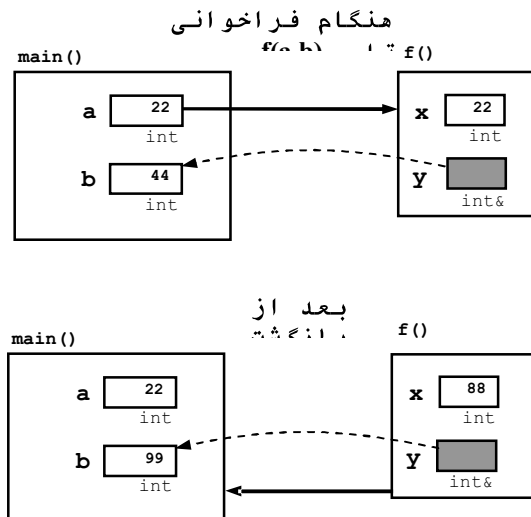 هنگام فراخوانی
f(a,b)
main()
f()
a 22
int
x 22
int
b 44
int
y
int&
بعد از
main()
f()
a 22
int
x 88
int
b 99
int
y
int&